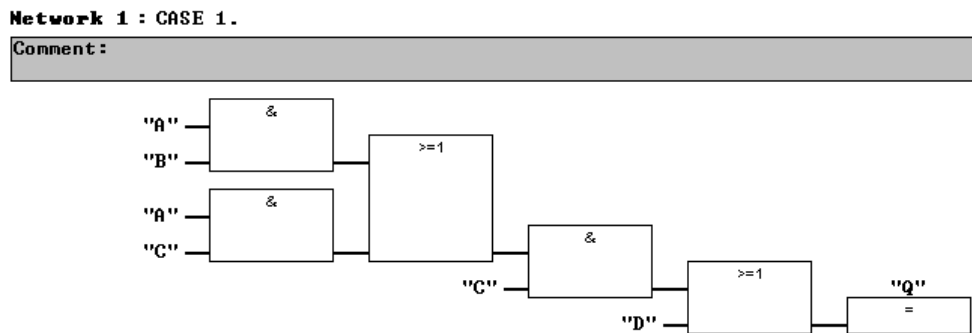 Network 1 : CASE 1.
Comment:
&
"A"
>=1
"B"
&
"A"
"C"
&
"C"
>=1
"Q"
=
"D"